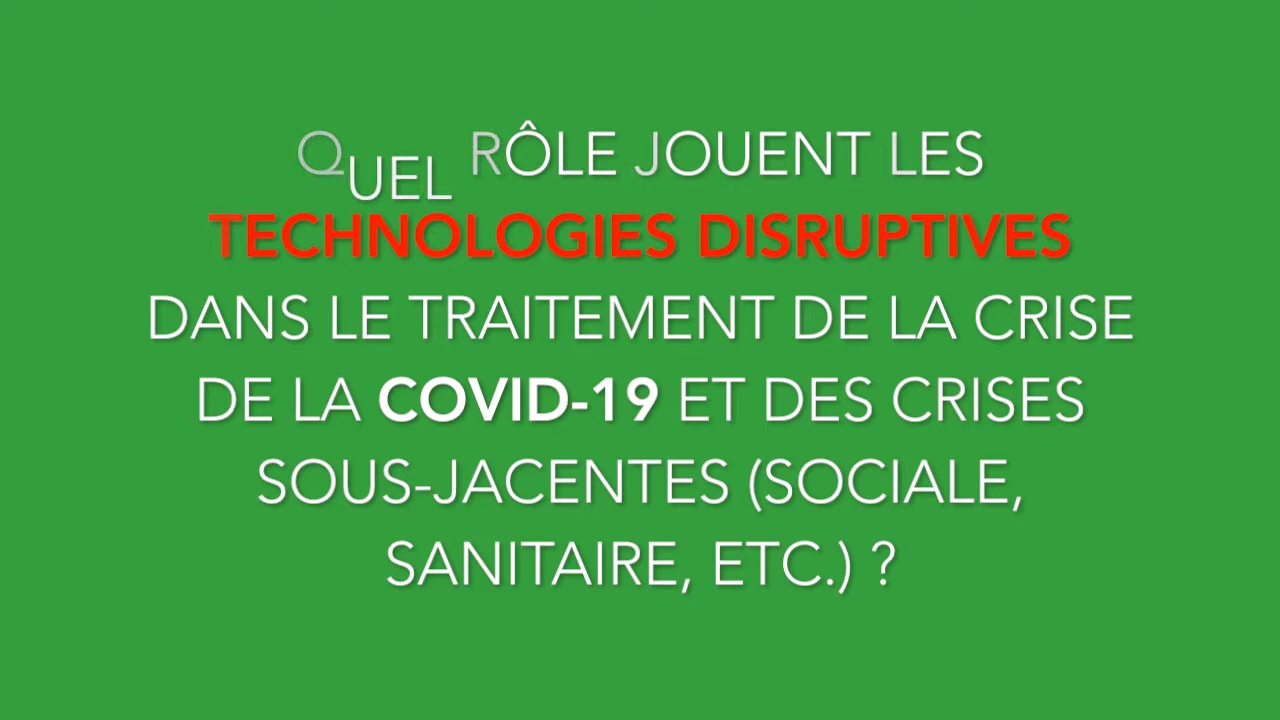 QUEL RÔLE JOUENT LES
TECHNOLOGIES DISRUPTIVES
DANS LE TRAITEMENT DE LA CRISE
DE LA COVID-19 ET DES CRISES
SOUS-JACENTES (SOCIALE,
SANITAIRE, ETC.) ?